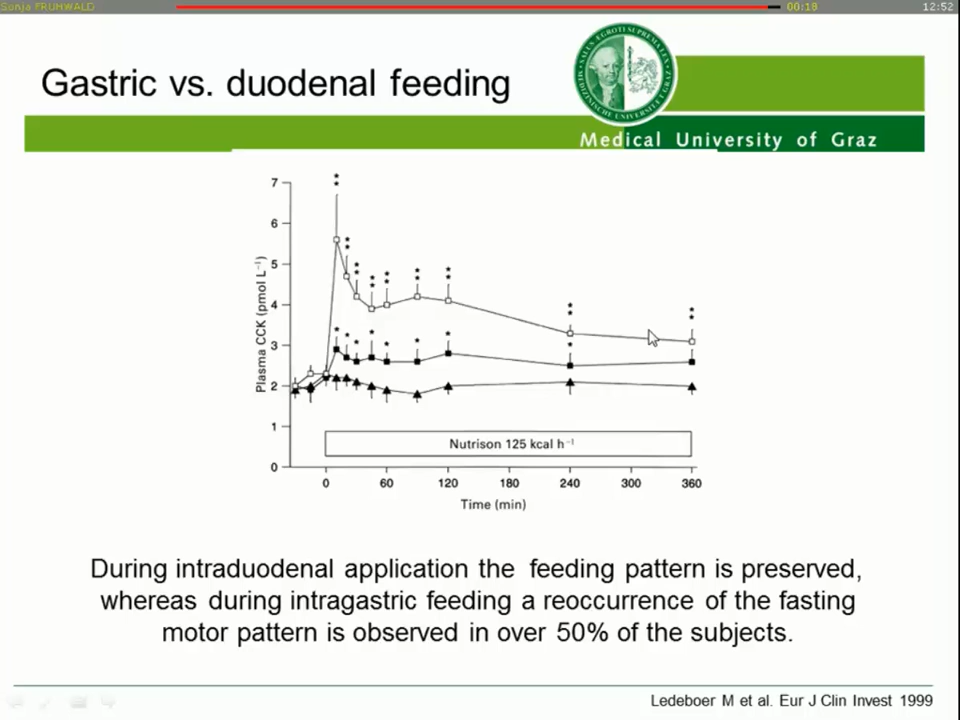 Sonja FRUHWALD
00:18
12:52
Gastric vs. duodenal feeding
Medical University of Graz
7
6
5
4
3
2
1
0
Plasma CCK (pmol L⁻¹)
Nutrison 125 kcal h⁻¹
0 60 120 180 240 300 360
Time (min)
During intraduodenal application the feeding pattern is preserved,
whereas during intragastric feeding a reoccurrence of the fasting
motor pattern is observed in over 50% of the subjects.
Ledeboer M et al. Eur J Clin Invest 1999